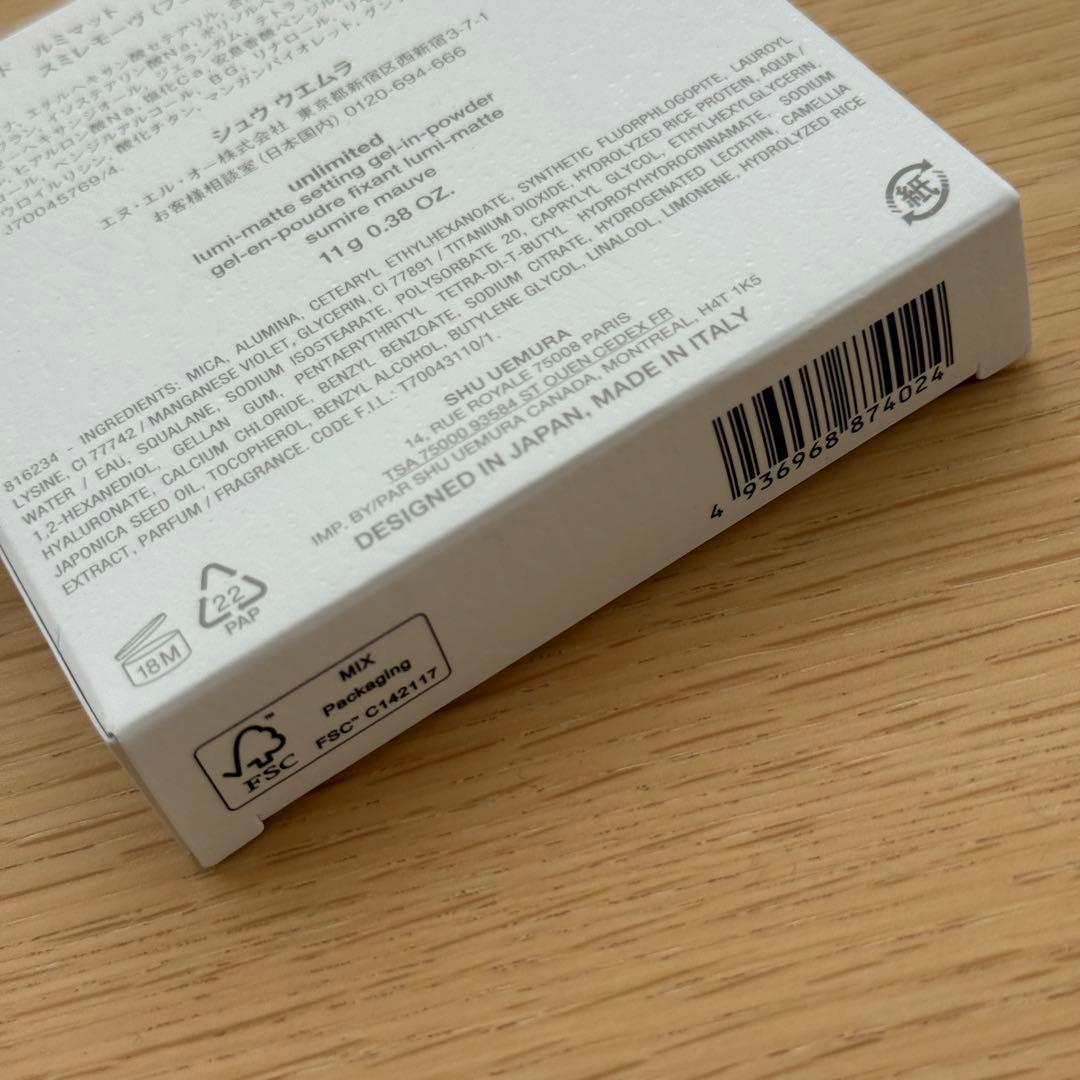 ルミマット
スミレモーヴ
シュウ ウエムラ
エヌ・エル・オー株式会社 東京都新宿区西新宿3-7-1
お客様相談室(日本国内) 0120-694-666
J70045769/4.
unlimited
lumi-matte setting gel-in-powder
gel-en-poudre fixant lumi-matte
sumire mauve
11 g 0.38 OZ.
816234 - INGREDIENTS: MICA, ALUMINA, CETEARYL ETHYLHEXANOATE, SYNTHETIC FLUORPHLOGOPITE, LAUROYL
LYSINE, CI 77742 / MANGANESE VIOLET, GLYCERIN, CI 77891 / TITANIUM DIOXIDE, HYDROLYZED RICE PROTEIN, AQUA /
WATER / EAU, SQUALANE, SODIUM ISOSTEARATE, POLYSORBATE 20, CAPRYLYL GLYCOL, ETHYLHEXYLGLYCERIN,
1,2-HEXANEDIOL, GELLAN GUM, PENTAERYTHRITYL TETRA-DI-T-BUTYL HYDROXYHYDROCINNAMATE, SODIUM
HYALURONATE, CALCIUM CHLORIDE, BENZYL BENZOATE, SODIUM CITRATE, HYDROGENATED LECITHIN, CAMELLIA
JAPONICA SEED OIL, TOCOPHEROL, BENZYL ALCOHOL, BUTYLENE GLYCOL, LINALOOL, LIMONENE, HYDROLYZED RICE
EXTRACT, PARFUM / FRAGRANCE. CODE F.I.L.: T70043110/1.
SHU UEMURA
14, RUE ROYALE 75008 PARIS
TSA 75000 93584 ST OUEN CEDEX FR
IMP. BY/PAR SHU UEMURA CANADA, MONTREAL, H4T 1K5
DESIGNED IN JAPAN, MADE IN ITALY
紙
18M
22
PAP
4 936968 874024
FSC
MIX
Packaging
FSC™ C142117